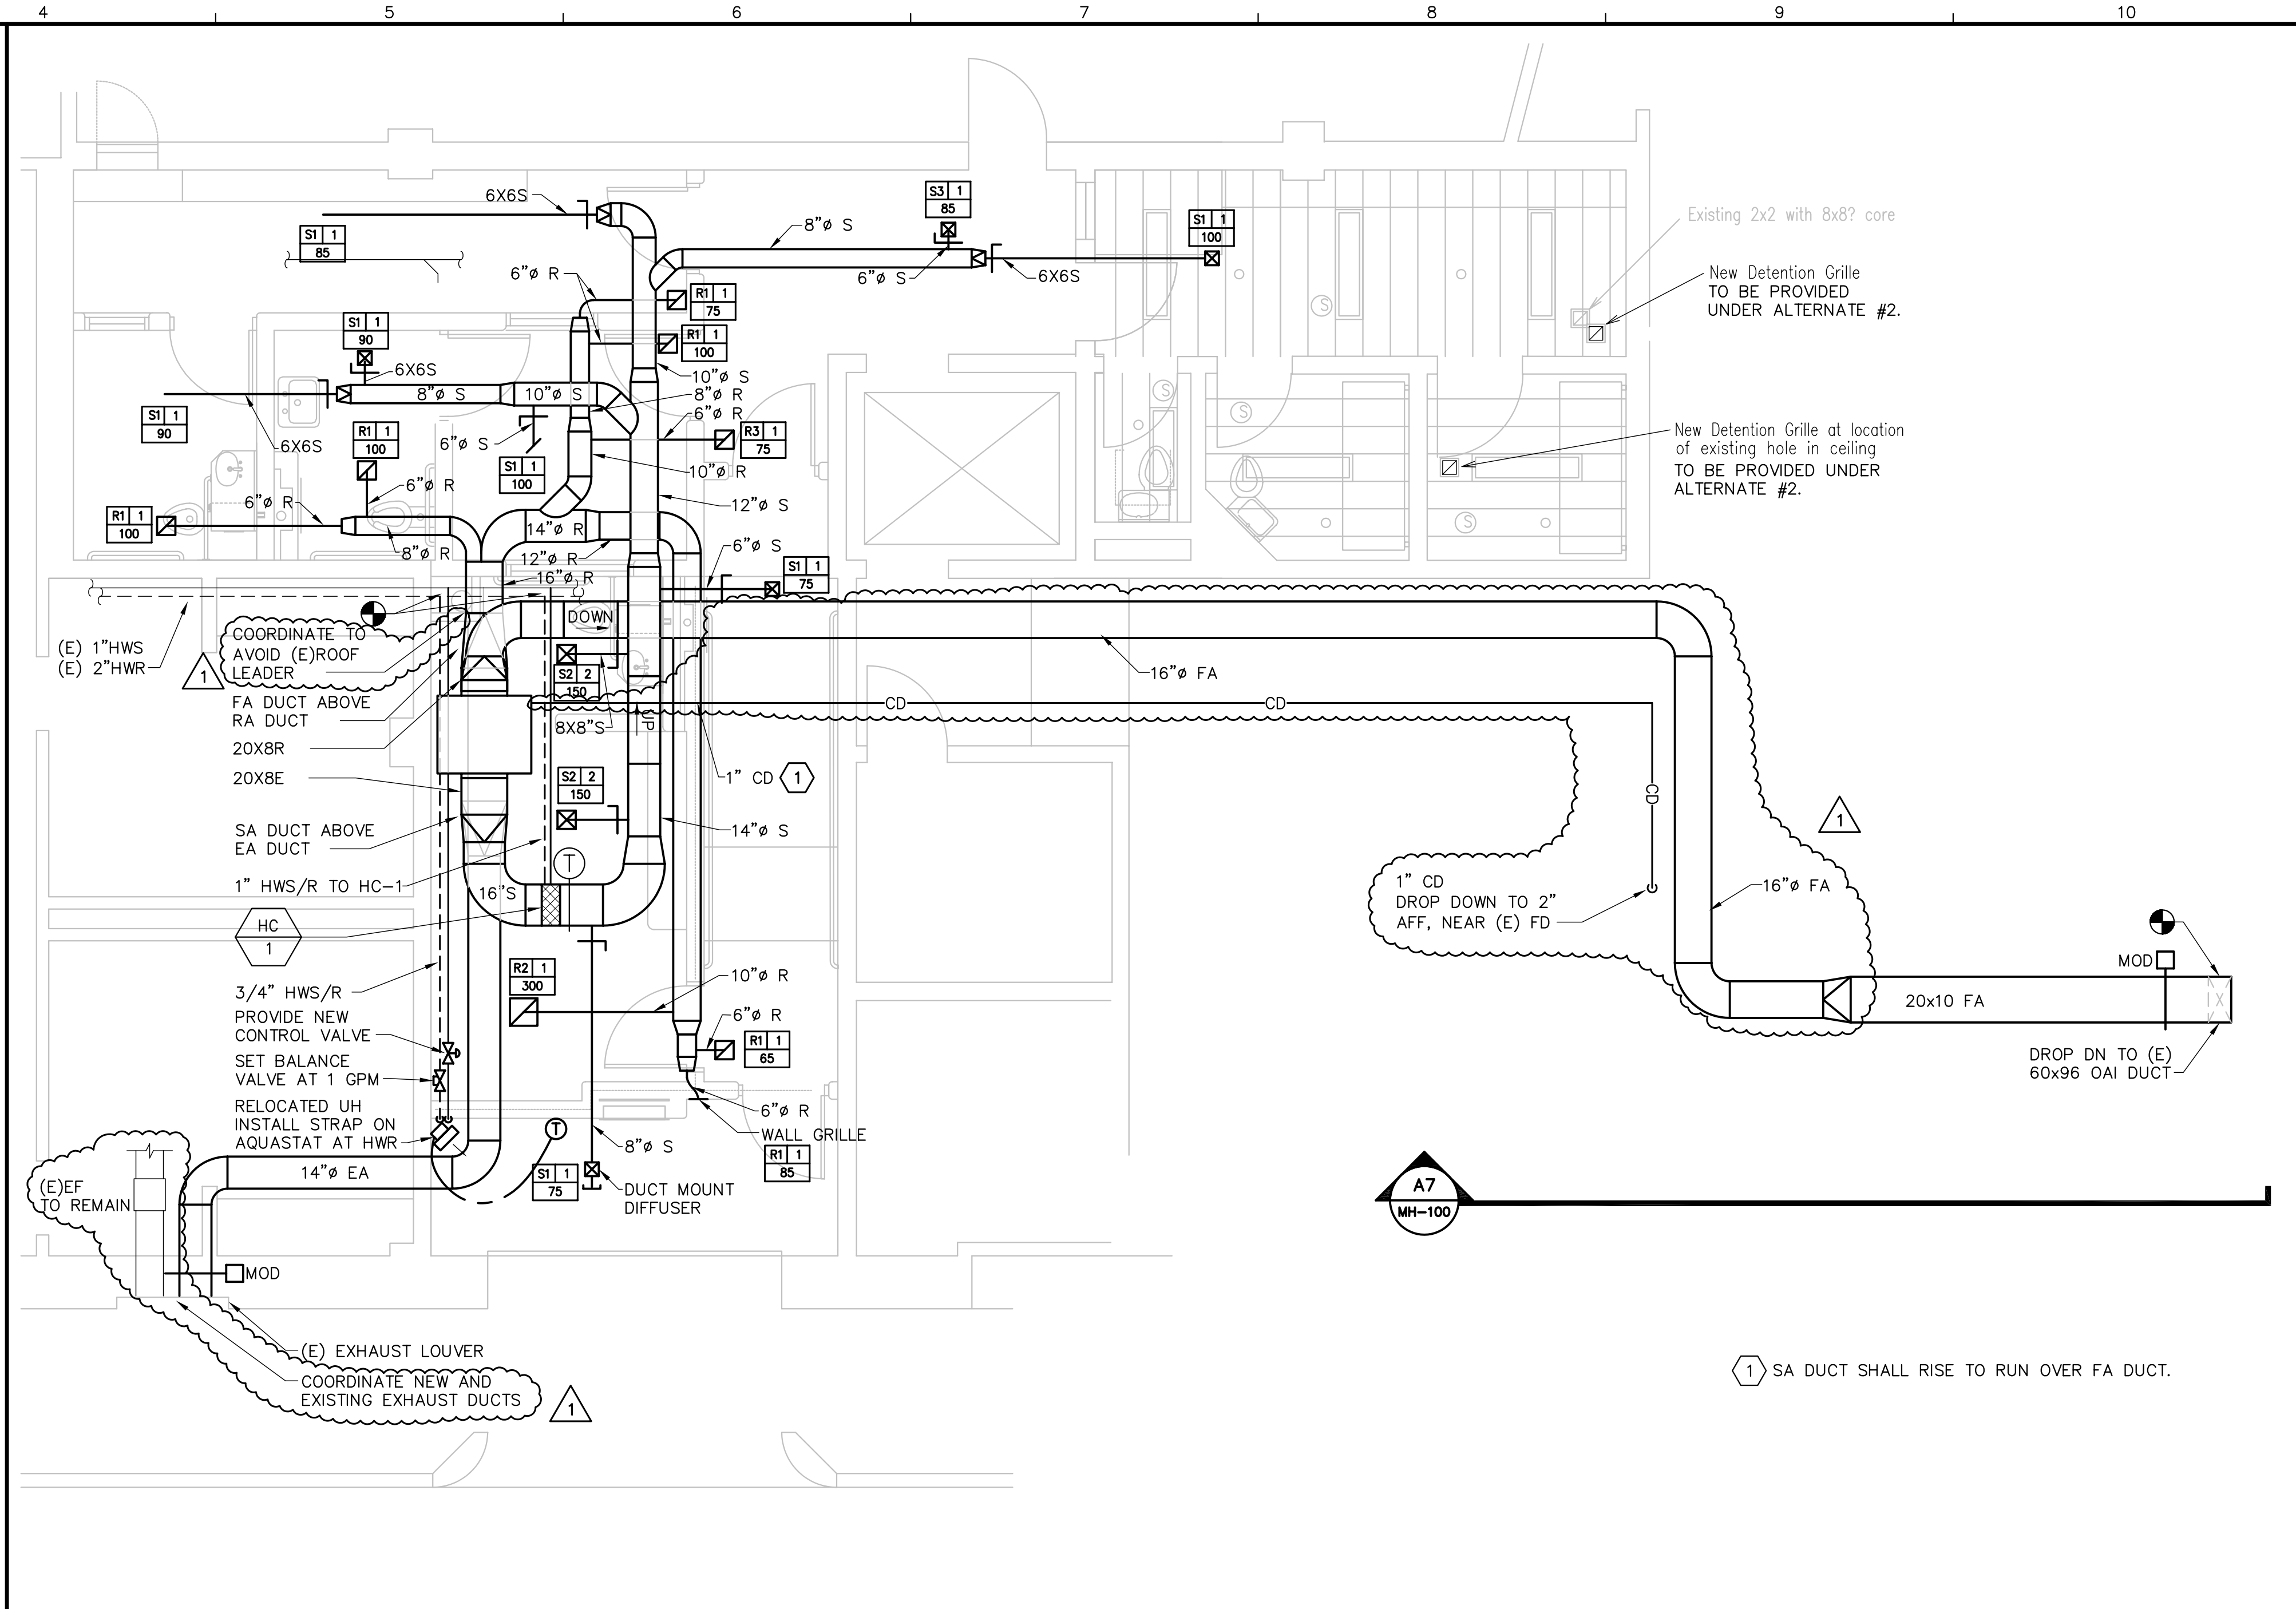 4 5 6 7 8 9 10
6X6S
S3 1
85
S1 1
85
8"ø S
S1 1
100
Existing 2x2 with 8x8? core
6"ø R
6"ø S
6X6S
New Detention Grille
TO BE PROVIDED
UNDER ALTERNATE #2.
R1 1
75
S1 1
90
R1 1
100
6X6S
10"ø S
8"ø S
10"ø S
8"ø R
6"ø R
S1 1
90
6X6S
R1 1
100
6"ø S
R3 1
75
New Detention Grille at location
of existing hole in ceiling
TO BE PROVIDED UNDER
ALTERNATE #2.
S1 1
100
10"ø R
6"ø R
6"ø R
12"ø S
R1 1
100
14"ø R
8"ø R
12"ø R
6"ø S
16"ø R
S1 1
75
DOWN
COORDINATE TO
AVOID (E)ROOF
LEADER
(E) 1"HWS
(E) 2"HWR
1
S2 2
150
16"ø FA
FA DUCT ABOVE
RA DUCT
CD
CD
UP
8X8"S
20X8R
20X8E
S2 2
150
1" CD
1
CD
SA DUCT ABOVE
EA DUCT
14"ø S
1
T
1" HWS/R TO HC-1
16"S
1" CD
DROP DOWN TO 2"
AFF, NEAR (E) FD
16"ø FA
HC
1
R2 1
300
10"ø R
MOD
3/4" HWS/R
20x10 FA
X
PROVIDE NEW
CONTROL VALVE
6"ø R
R1 1
65
SET BALANCE
VALVE AT 1 GPM
DROP DN TO (E)
60x96 OAI DUCT
RELOCATED UH
INSTALL STRAP ON
AQUASTAT AT HWR
6"ø R
T
WALL GRILLE
8"ø S
R1 1
85
14"ø EA
S1 1
75
DUCT MOUNT
DIFFUSER
(E)EF
TO REMAIN
A7
MH-100
MOD
(E) EXHAUST LOUVER
COORDINATE NEW AND
EXISTING EXHAUST DUCTS
1
1 SA DUCT SHALL RISE TO RUN OVER FA DUCT.
S
S
S
S